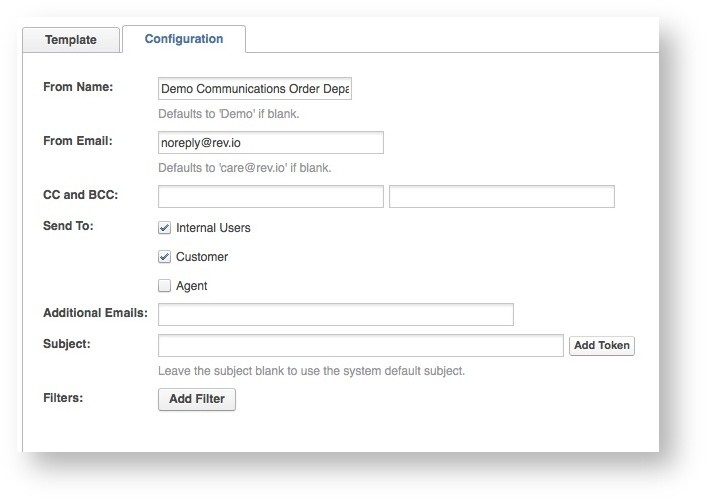 Template Configuration
From Name: Demo Communications Order Depa
Defaults to 'Demo' if blank.
From Email: noreply@rev.io
Defaults to 'care@rev.io' if blank.
CC and BCC:
Send To: Internal Users
Customer
Agent
Additional Emails:
Subject: Add Token
Leave the subject blank to use the system default subject.
Filters: Add Filter